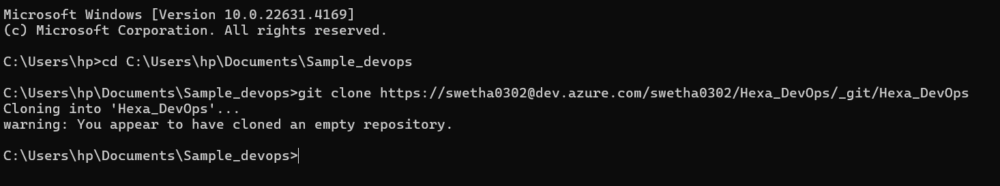 Microsoft Windows [Version 10.0.22631.4169]
(c) Microsoft Corporation. All rights reserved.
C:\Users\hp>cd C:\Users\hp\Documents\Sample_devops
C:\Users\hp\Documents\Sample_devops>git clone https://swetha0302@dev.azure.com/swetha0302/Hexa_DevOps/_git/Hexa_DevOps
Cloning into 'Hexa_DevOps'...
warning: You appear to have cloned an empty repository.
C:\Users\hp\Documents\Sample_devops>